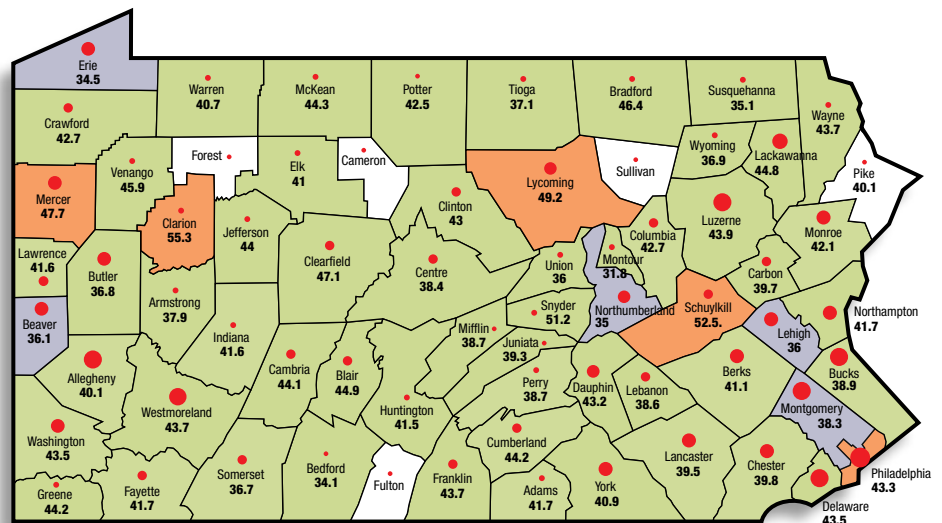 Erie
34.5
Warren
40.7
McKean
44.3
Potter
42.5
Tioga
37.1
Bradford
46.4
Susquehanna
35.1
Wayne
43.7
Crawford
42.7
Forest
Cameron
Elk
41
Venango
45.9
Sullivan
Wyoming
36.9
Lackawanna
44.8
Pike
40.1
Mercer
47.7
Clarion
55.3
Lycoming
49.2
Clinton
43
Luzerne
43.9
Jefferson
44
Columbia
42.7
Monroe
42.1
Lawrence
41.6
Butler
36.8
Clearfield
47.1
Centre
38.4
Union
36
Montour
31.8
Carbon
39.7
Armstrong
37.9
Snyder
51.2
Northumberland
35
Schuylkill
52.5.
Northampton
41.7
Beaver
36.1
Indiana
41.6
Mifflin
38.7
Juniata
39.3
Lehigh
36
Allegheny
40.1
Cambria
44.1
Blair
44.9
Perry
38.7
Dauphin
43.2
Lebanon
38.6
Berks
41.1
Bucks
38.9
Westmoreland
43.7
Huntington
41.5
Montgomery
38.3
Washington
43.5
Cumberland
44.2
Lancaster
39.5
Chester
39.8
Somerset
36.7
Bedford
34.1
Fulton
Franklin
43.7
Adams
41.7
York
40.9
Philadelphia
43.3
Greene
44.2
Fayette
41.7
Delaware
43.5